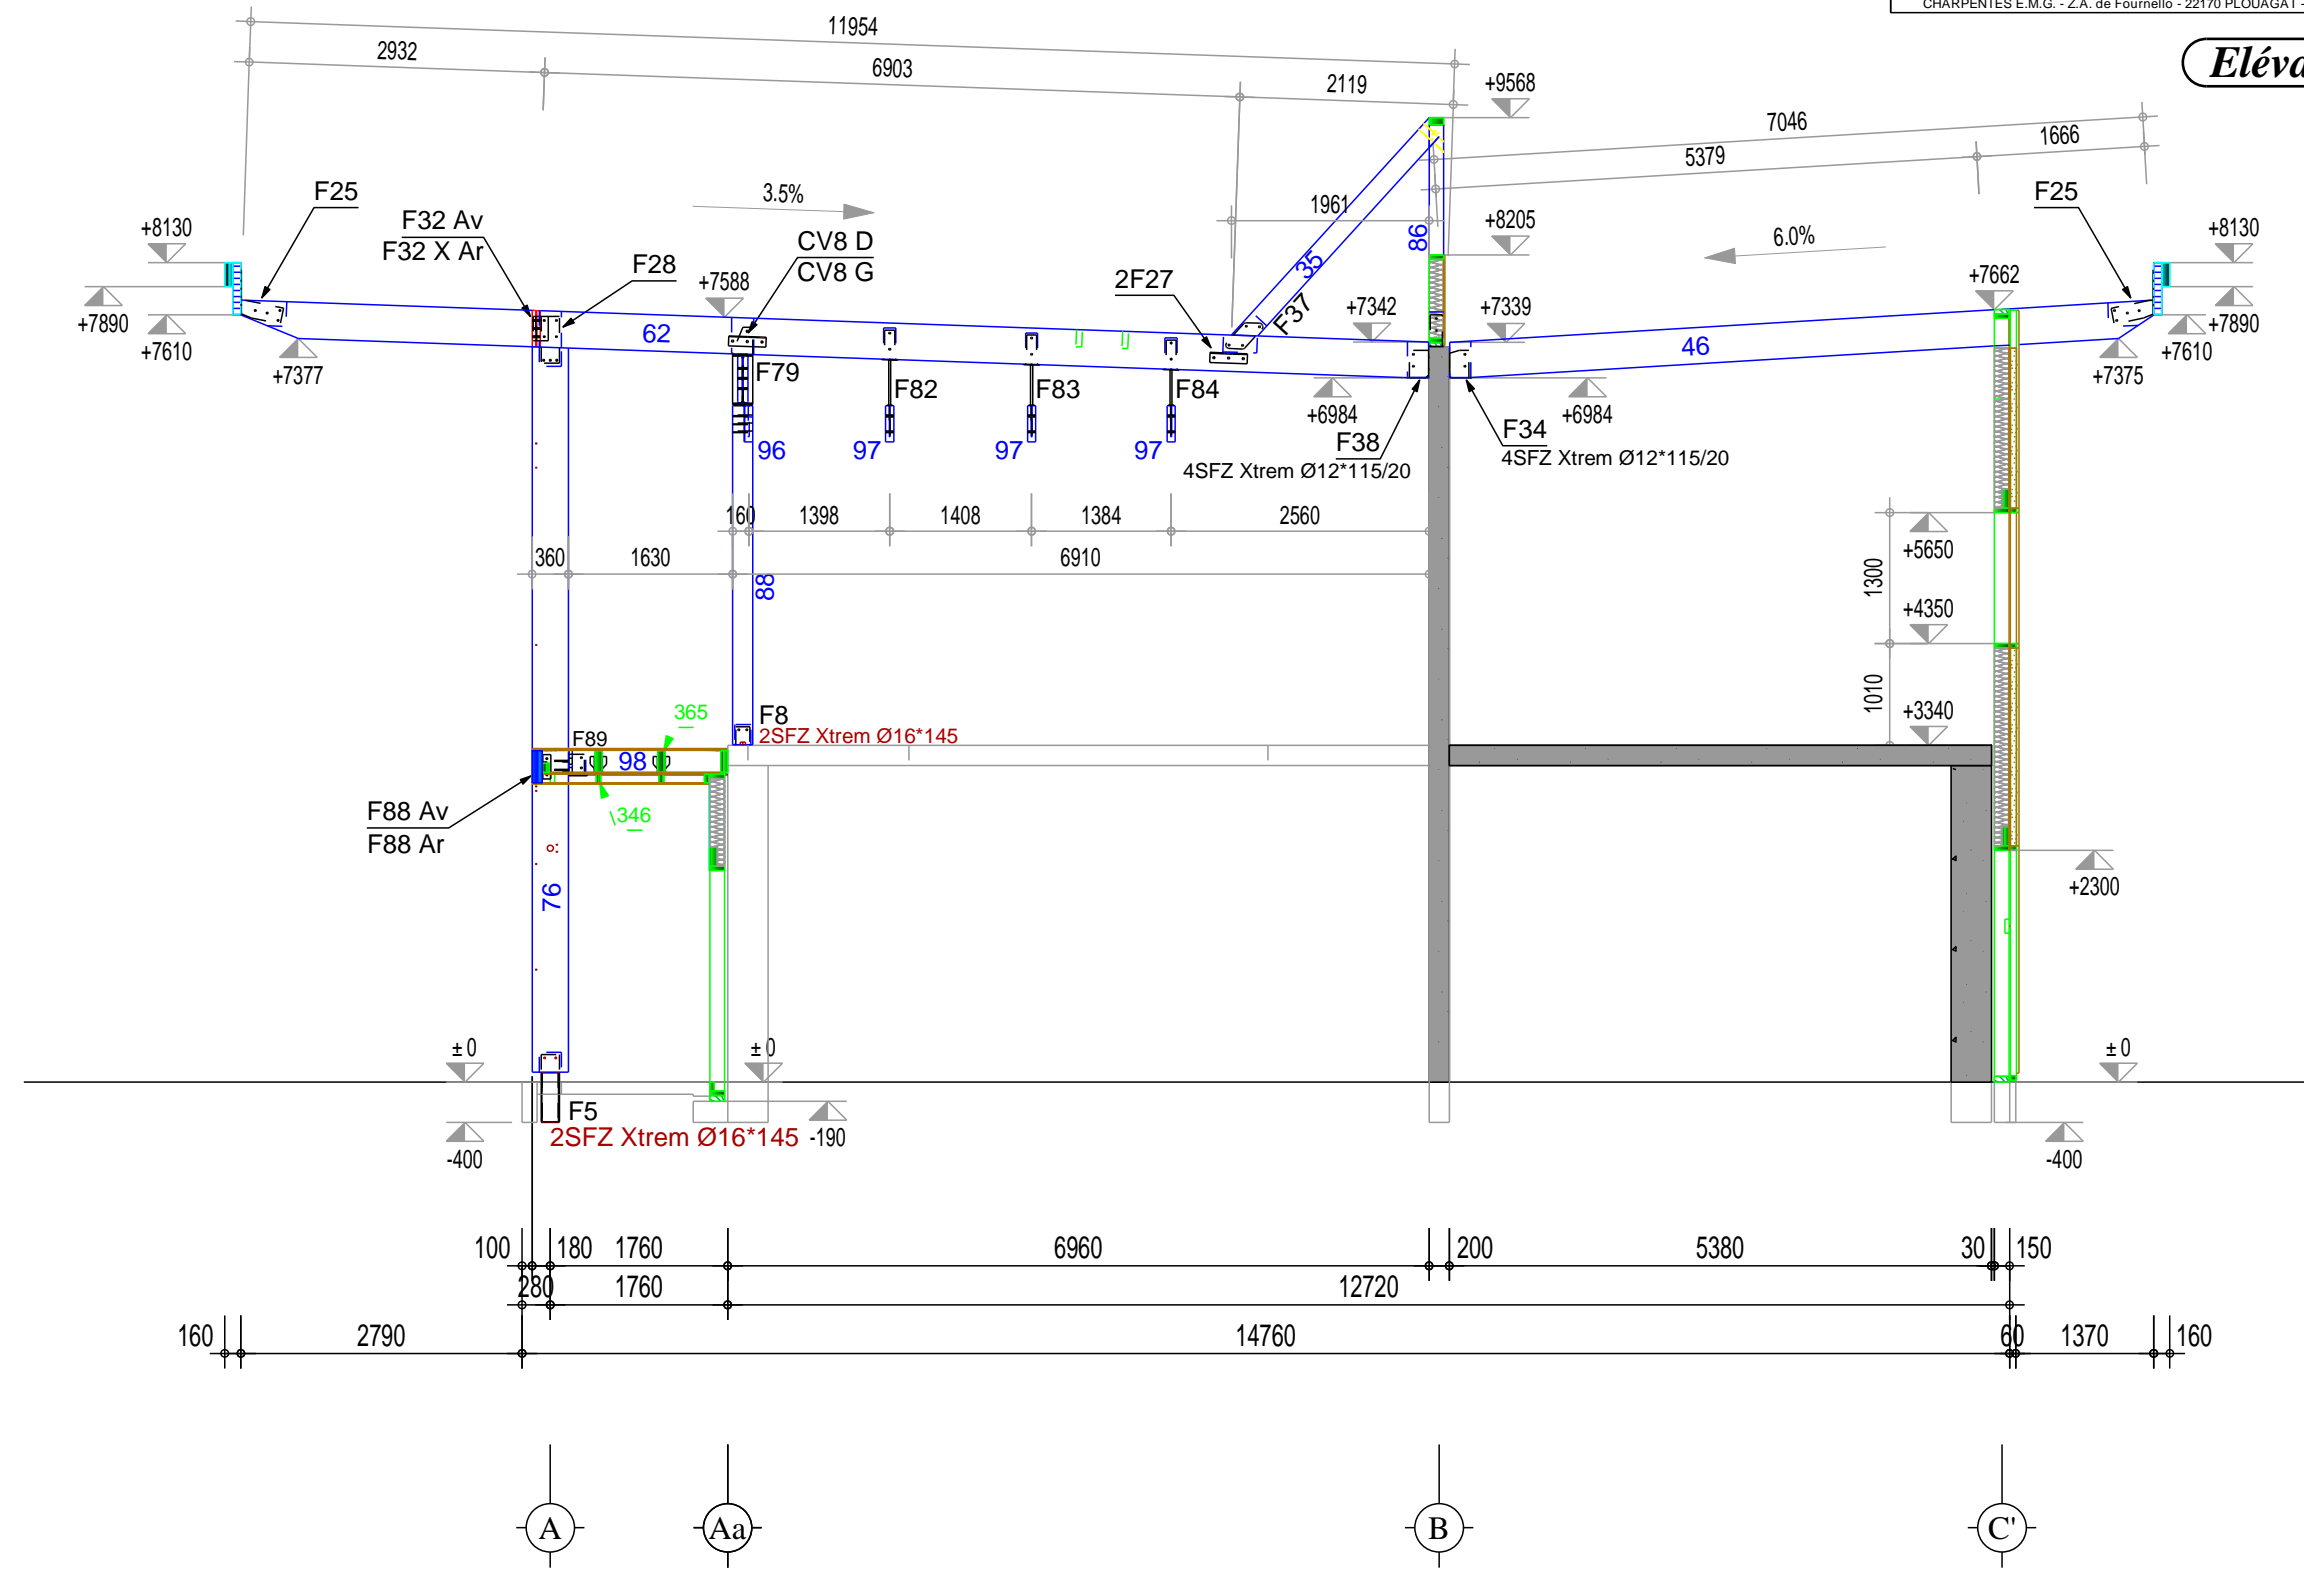 CHARPENTES E.M.G. - Z.A. de Fournello - 22170 PLOUAGAT -
11954
2932
6903
2119
+9568
7046
1666
5379
3.5%
1961
6.0%
F25
F32 Av
F32 X Ar
F28
CV8 D
CV8 G
+8130
+7890
+7610
+7377
+7588
2F27
F37
35
86
+8205
+7342
+7339
+7662
F25
+8130
+7890
+7610
+7375
62
46
F79
F82
F83
F84
96
97
97
97
+6984
F38
4SFZ Xtrem Ø12*115/20
+6984
F34
4SFZ Xtrem Ø12*115/20
160
1398
1408
1384
2560
360
1630
6910
88
+5650
1300
+4350
1010
+3340
365
F8
2SFZ Xtrem Ø16*145
F89
98
346
F88 Av
F88 Ar
76
+2300
± 0
± 0
± 0
F5
2SFZ Xtrem Ø16*145
-190
-400
-400
100
180
1760
6960
200
5380
30
150
280
1760
12720
160
2790
14760
60
1370
160
A
Aa
B
C'